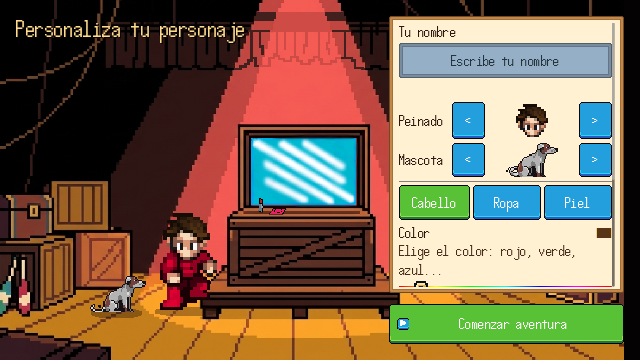 Personaliza tu personaje
Tu nombre
Escribe tu nombre
Peinado
<
>
Mascota
<
>
Cabello
Ropa
Piel
Color
Elige el color: rojo, verde,
azul...
Comenzar aventura